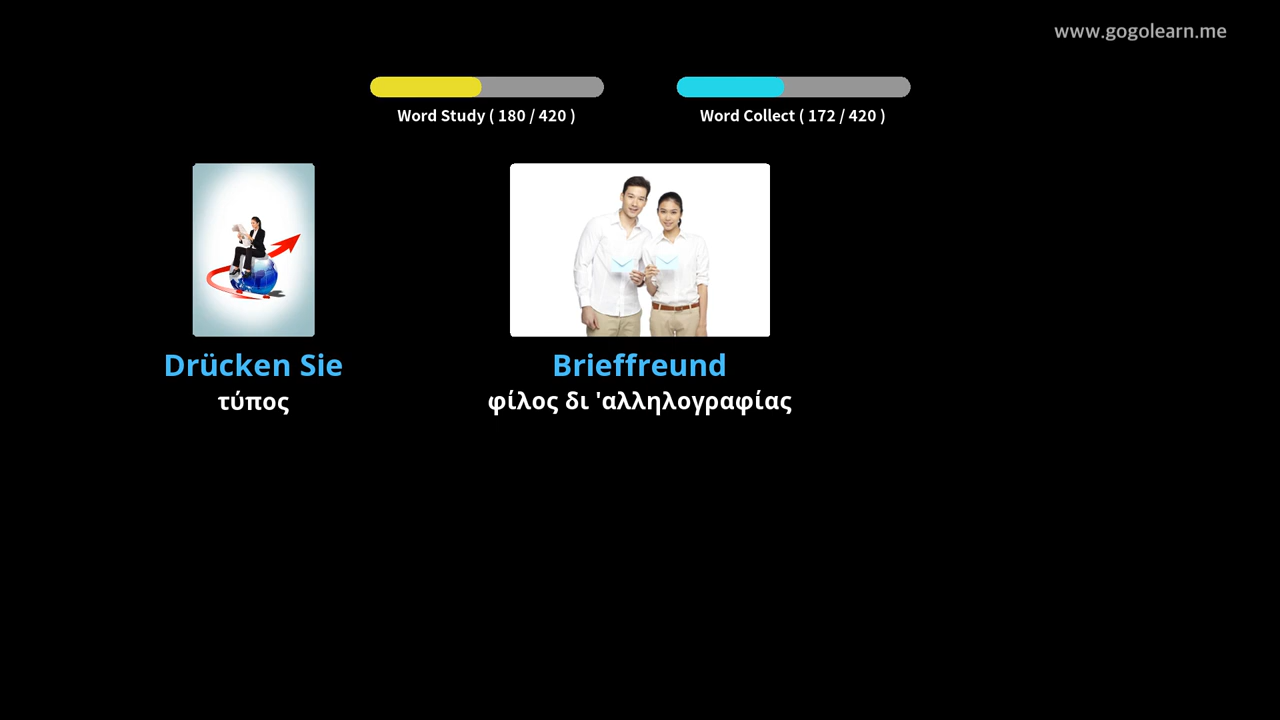 www.gogolearn.me
Word Study ( 180 / 420 )
Word Collect ( 172 / 420 )
Drücken Sie
τύπος
Brieffreund
φίλος δι 'αλληλογραφίας